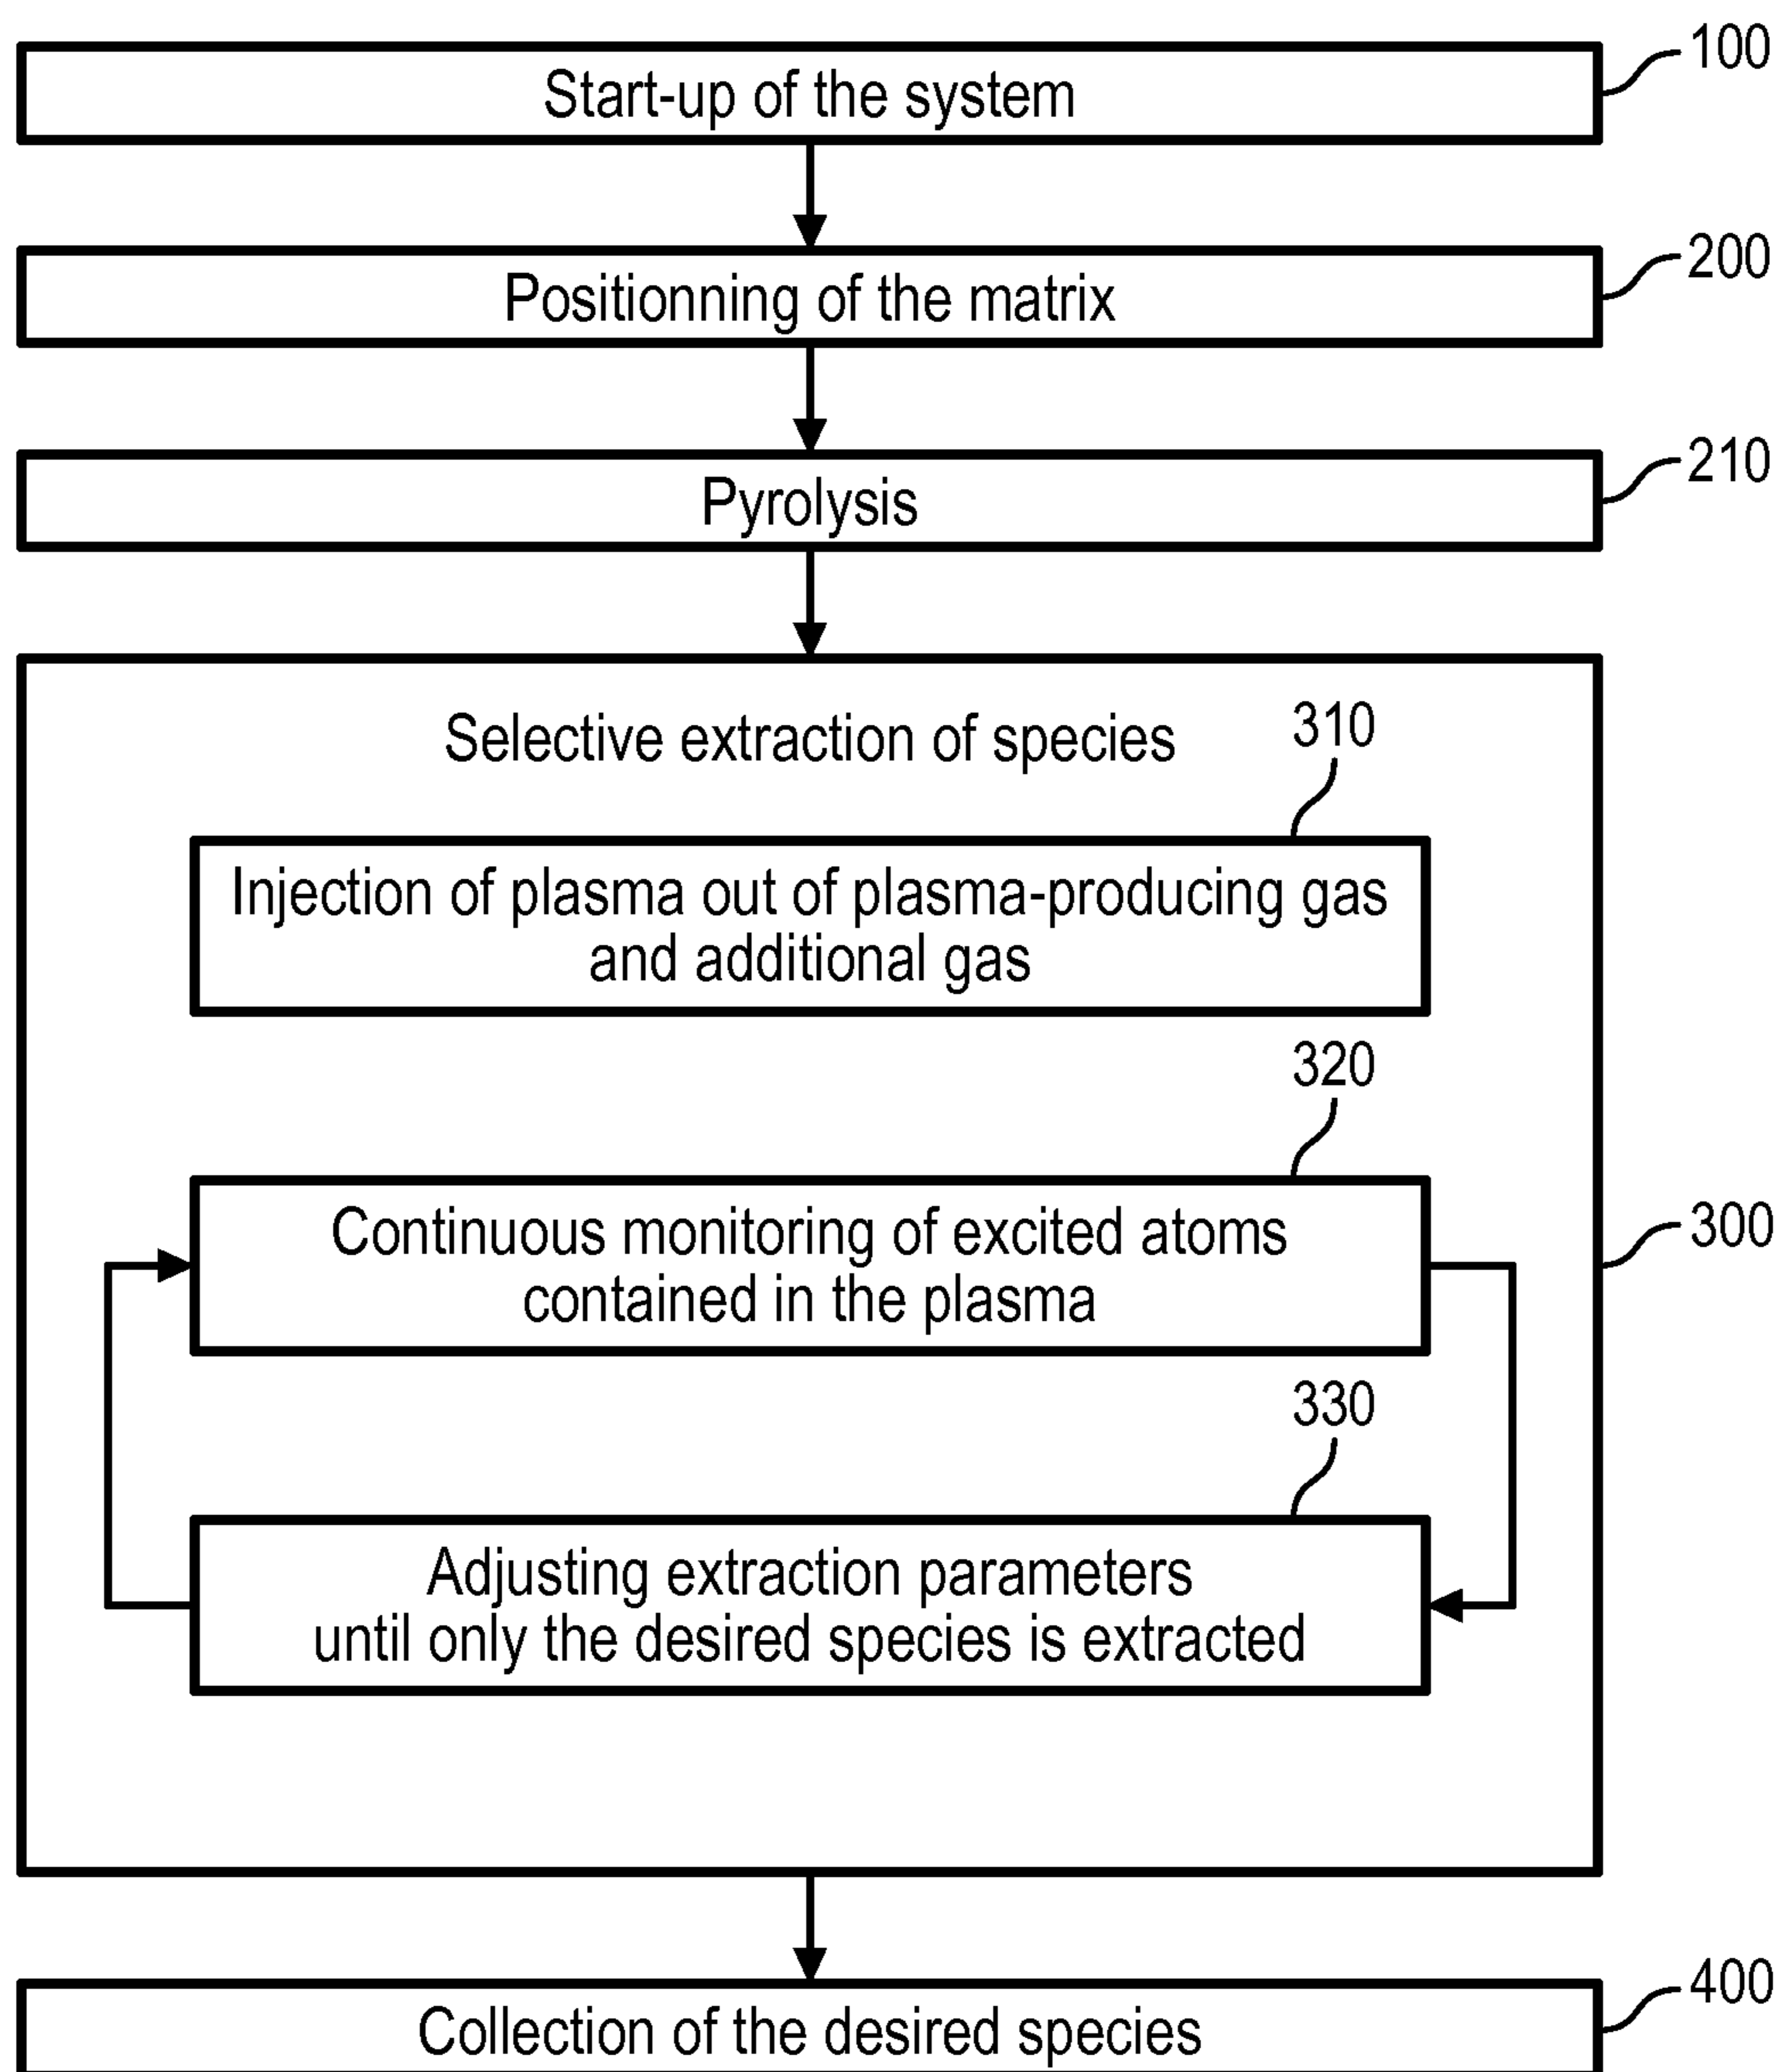 100
Start-up of the system
200
Positionning of the matrix
210
Pyrolysis
Selective extraction of species
310
Injection of plasma out of plasma-producing gas
and additional gas
320
Continuous monitoring of excited atoms
contained in the plasma
300
330
Adjusting extraction parameters
until only the desired species is extracted
400
Collection of the desired species